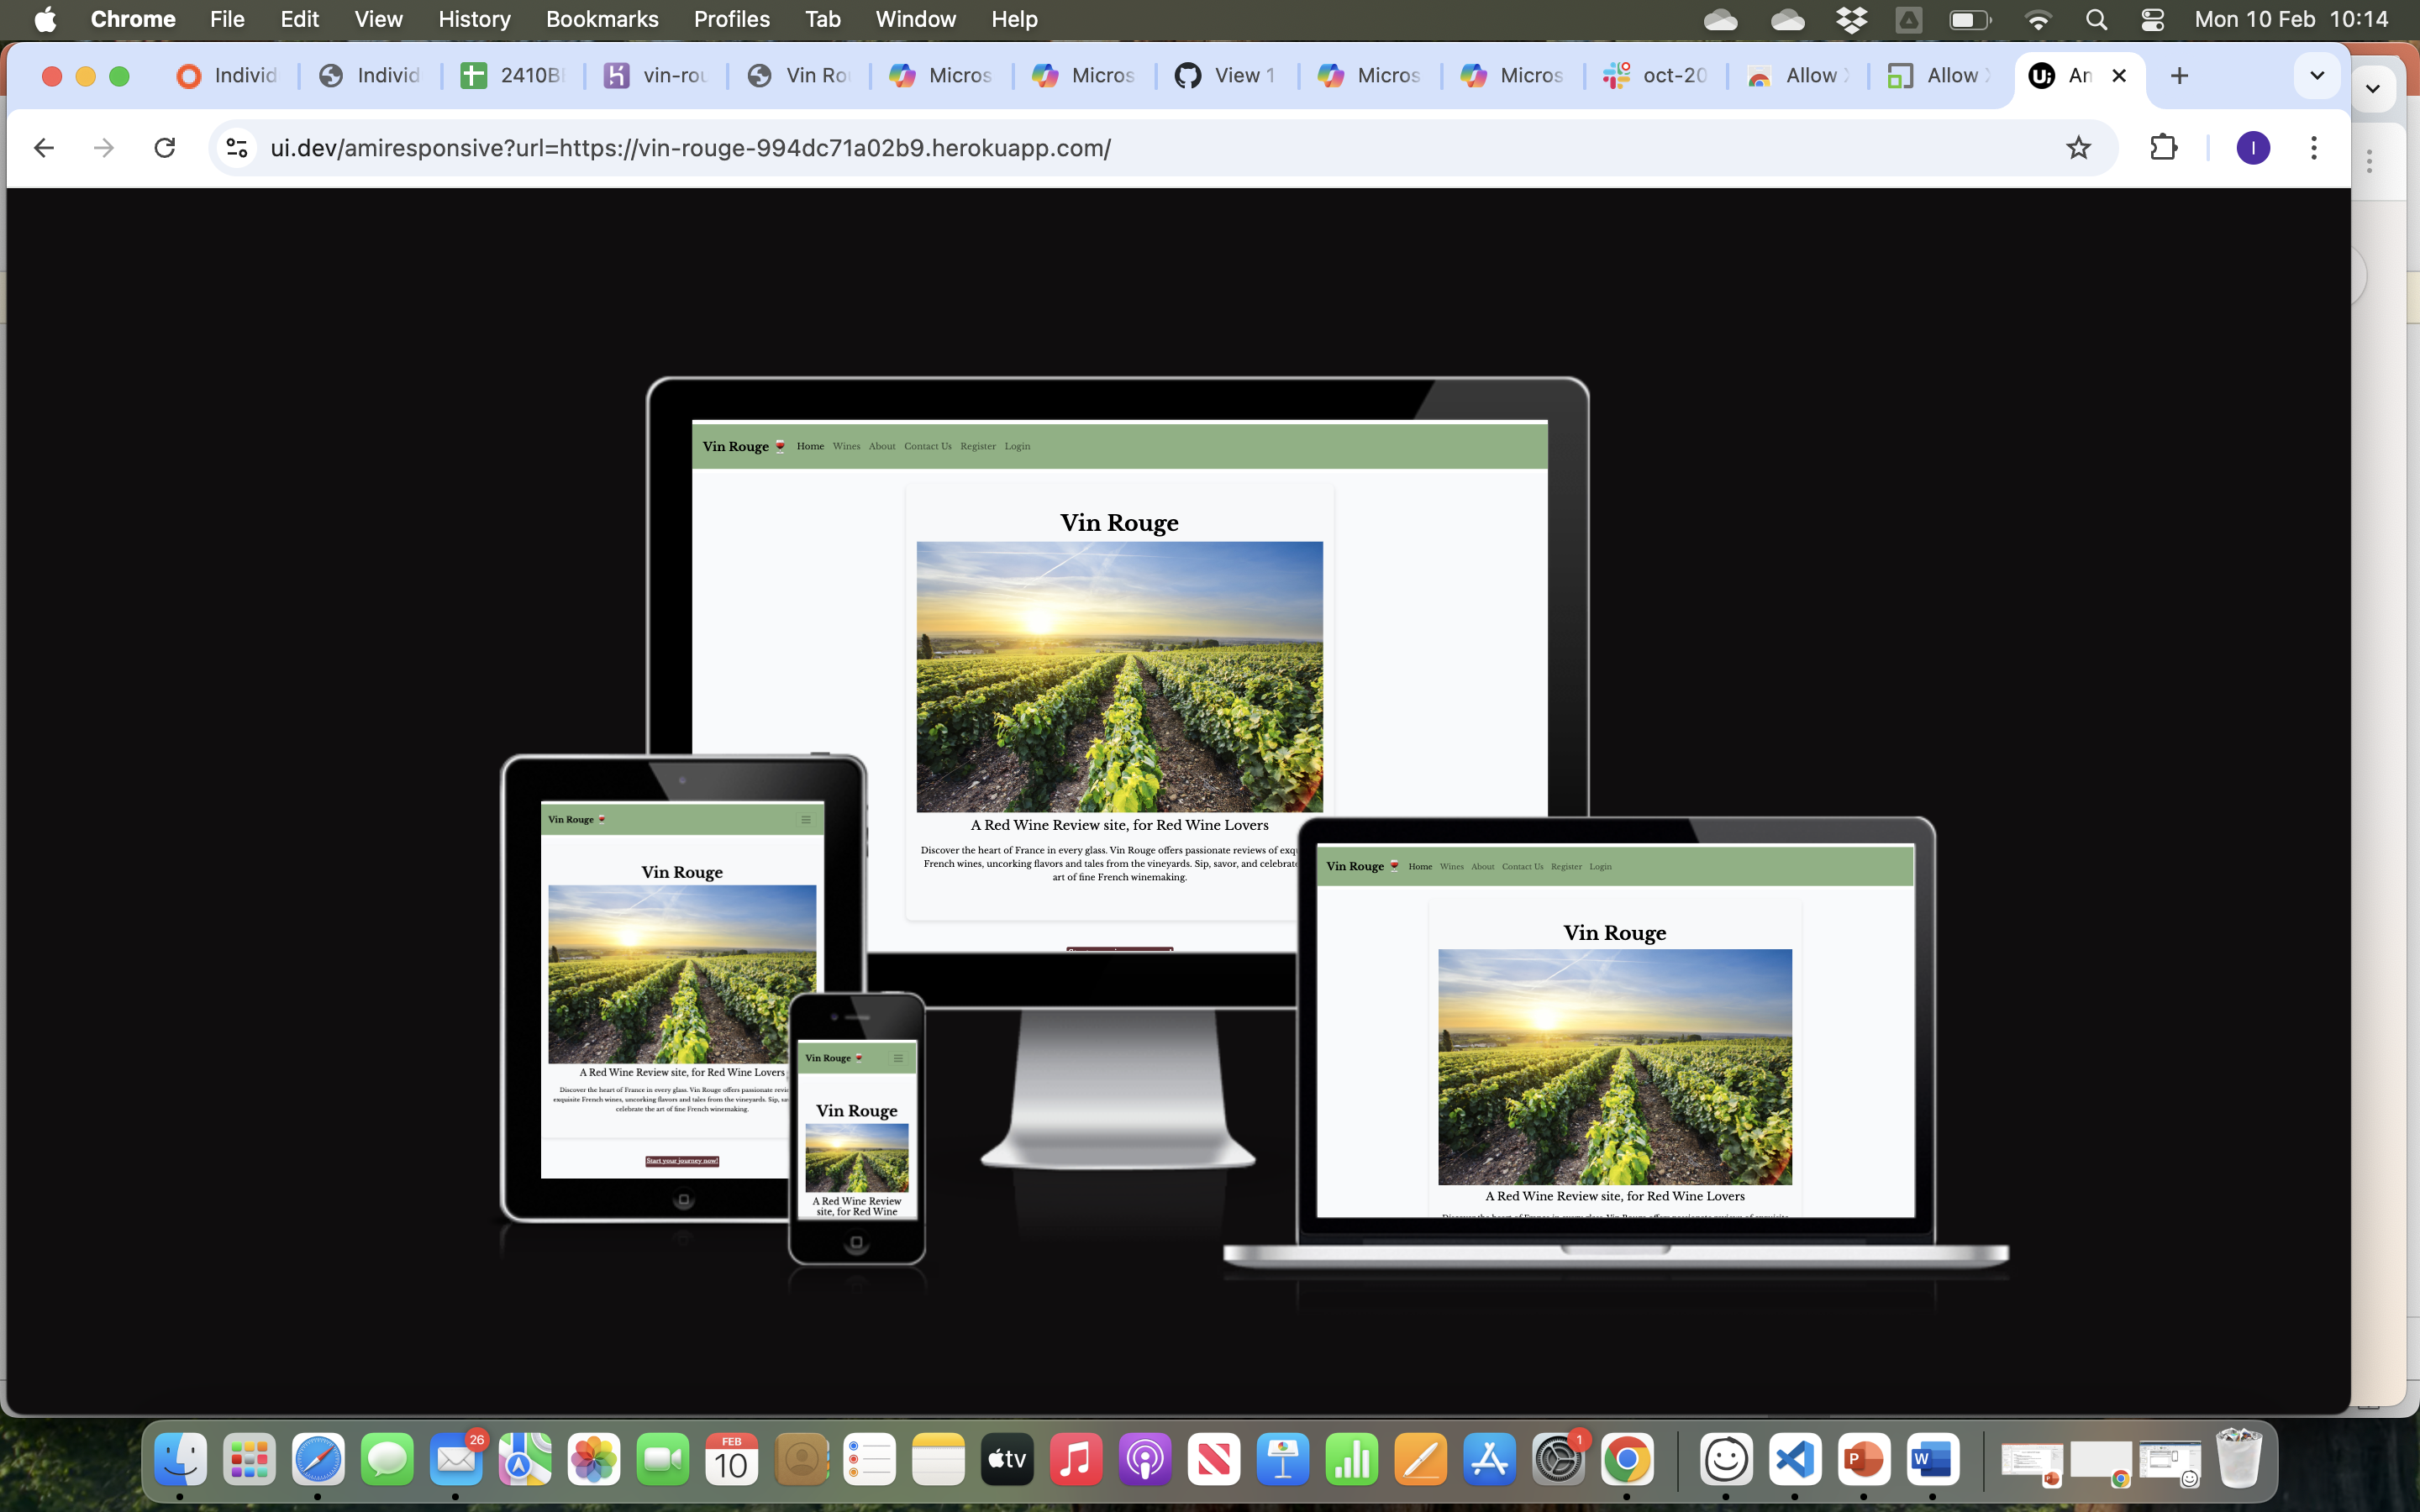 Chrome File Edit View History Bookmarks Profiles Tab Window Help Mon 10 Feb 10:14
Individ Individ 2410B vin-rou Vin Ro Micros Micros View 1 Micros Micros oct-20 Allow Allow Am
ui.dev/amiresponsive?url=https://vin-rouge-994dc71a02b9.herokuapp.com/
Vin Rouge Home Wines About Contact Us Register Login
Vin Rouge
A Red Wine Review site, for Red Wine Lovers
Discover the heart of France in every glass. Vin Rouge offers passionate reviews of exqu
French wines, uncorking flavors and tales from the vineyards. Sip, savor, and celebrate
art of fine French winemaking.
Vin Rouge
Vin Rouge
A Red Wine Review site, for Red Wine Lovers
Discover the heart of France in every glass. Vin Rouge offers passionate revi
exquisite French wines, uncorking flavors and tales from the vineyards. Sip, sa
celebrate the art of fine French winemaking.
Start your journey now!
Vin Rouge
Vin Rouge
A Red Wine Review
site, for Red Wine
Vin Rouge Home Wines About Contact Us Register Login
Vin Rouge
A Red Wine Review site, for Red Wine Lovers
26
FEB
10
tv
1
P
W